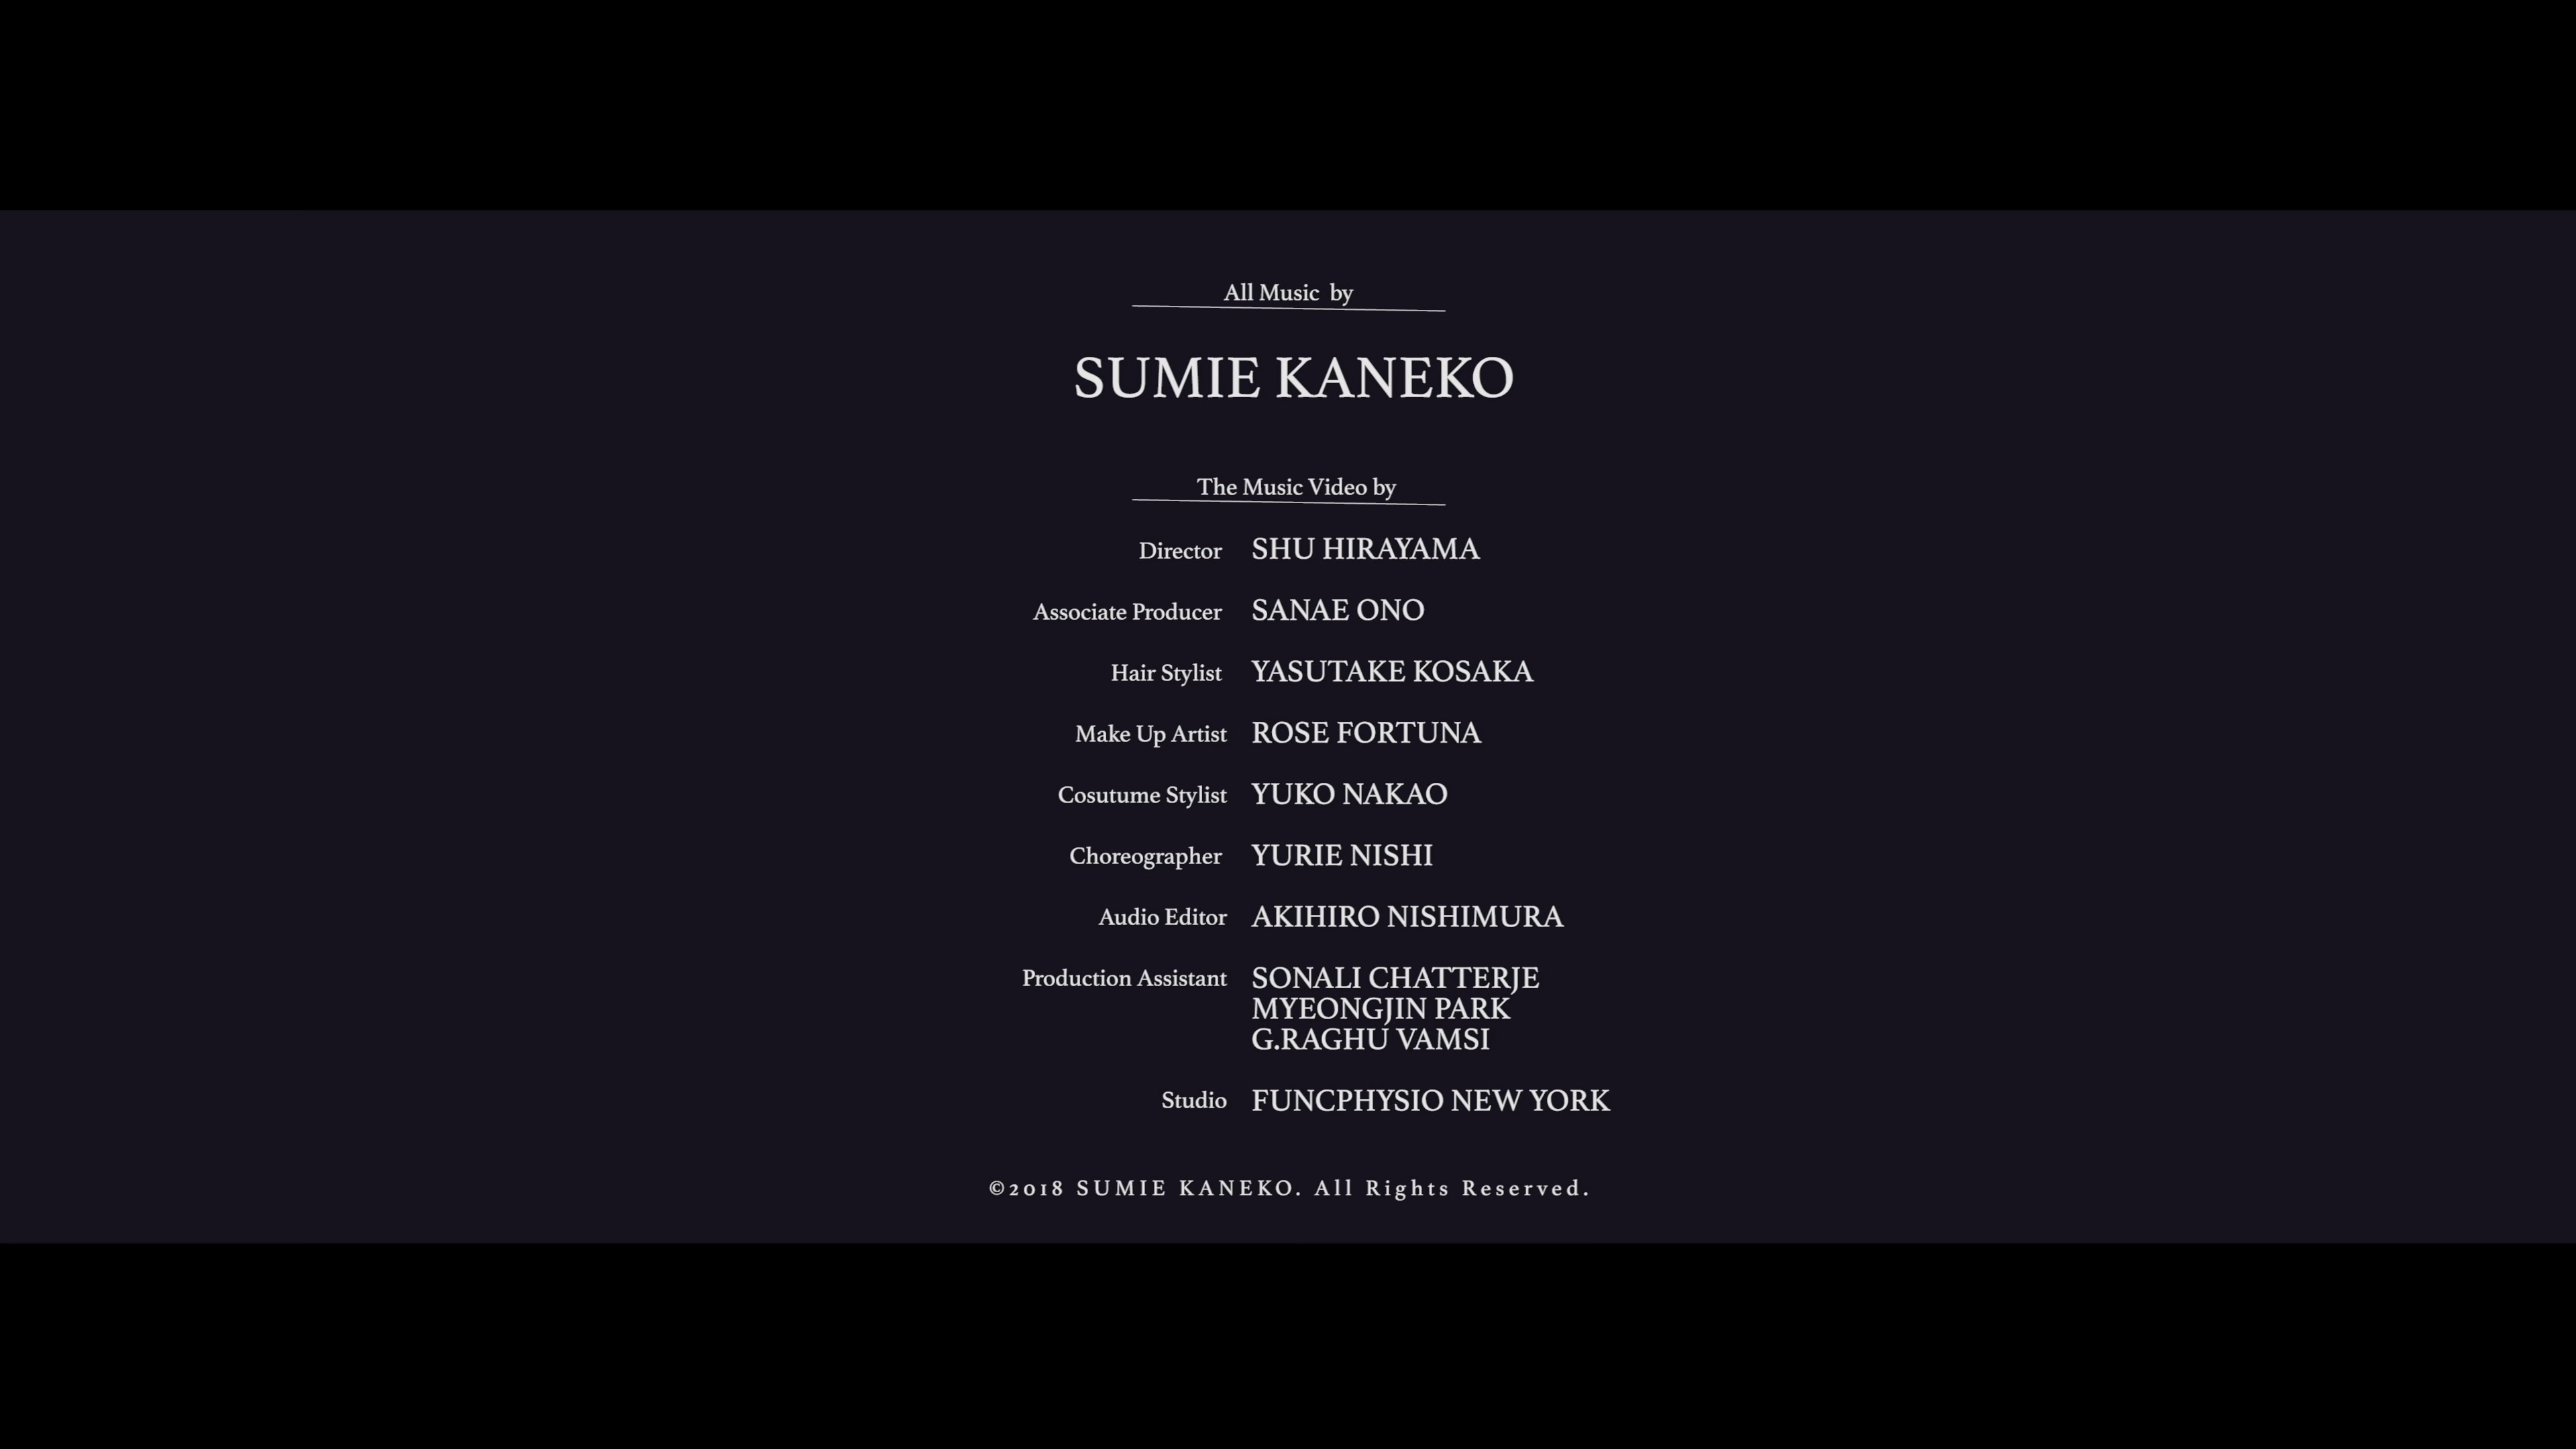 All Music by
SUMIE KANEKO
The Music Video by
Director SHU HIRAYAMA
Associate Producer SANAE ONO
Hair Stylist YASUTAKE KOSAKA
Make Up Artist ROSE FORTUNA
Cosutume Stylist YUKO NAKAO
Choreographer YURIE NISHI
Audio Editor AKIHIRO NISHIMURA
Production Assistant SONALI CHATTERJE
MYEONGJIN PARK
G.RAGHU VAMSI
Studio FUNCPHYSIO NEW YORK
©2018 SUMIE KANEKO. All Rights Reserved.